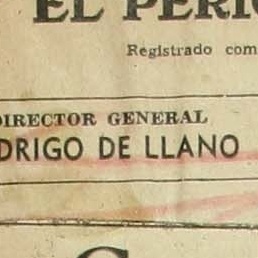 EL PERI
Registrado com
DIRECTOR GENERAL
DRIGO DE LLANO